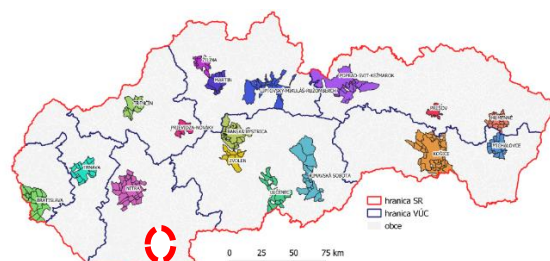 ŽILINA
MARTIN
LIPTOVSKÝ MIKULÁŠ-RUŽOMBEROK
POPRAD-SVIT-KEŽMAROK
TRENČÍN
PRIEVIDZA-NOVÁKY
BANSKÁ BYSTRICA
PREŠOV
HUMENNÉ
MICHALOVCE
ZVOLEN
KOŠICE
TRNAVA
RIMAVSKÁ SOBOTA
NITRA
LUČENEC
BRATISLAVA
hranica SR
hranica VÚC
obce
0 25 50 75 km